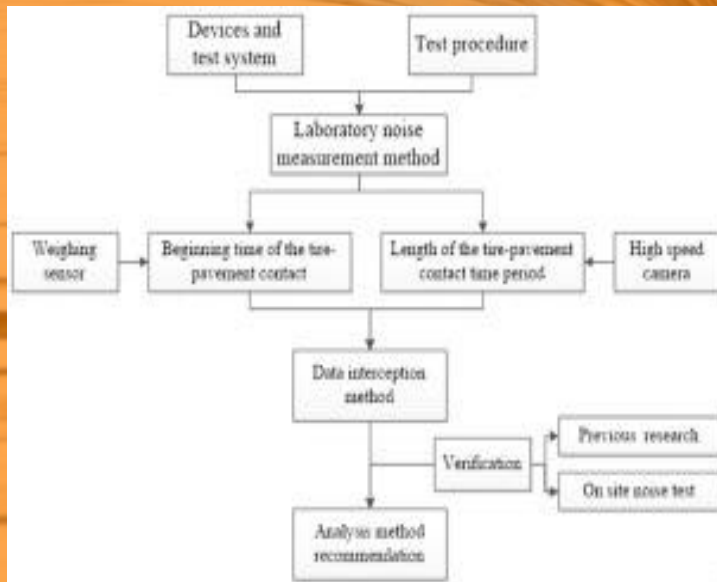 Devices and
test system
Test procedure
Laboratory noise
measurement method
Weighing
sensor
Beginning time of the tire-
pavement contact
Length of the tire-pavement
contact time period
High speed
camera
Data interception
method
Verification
Previous research
On site noise test
Analysis method
recommendation